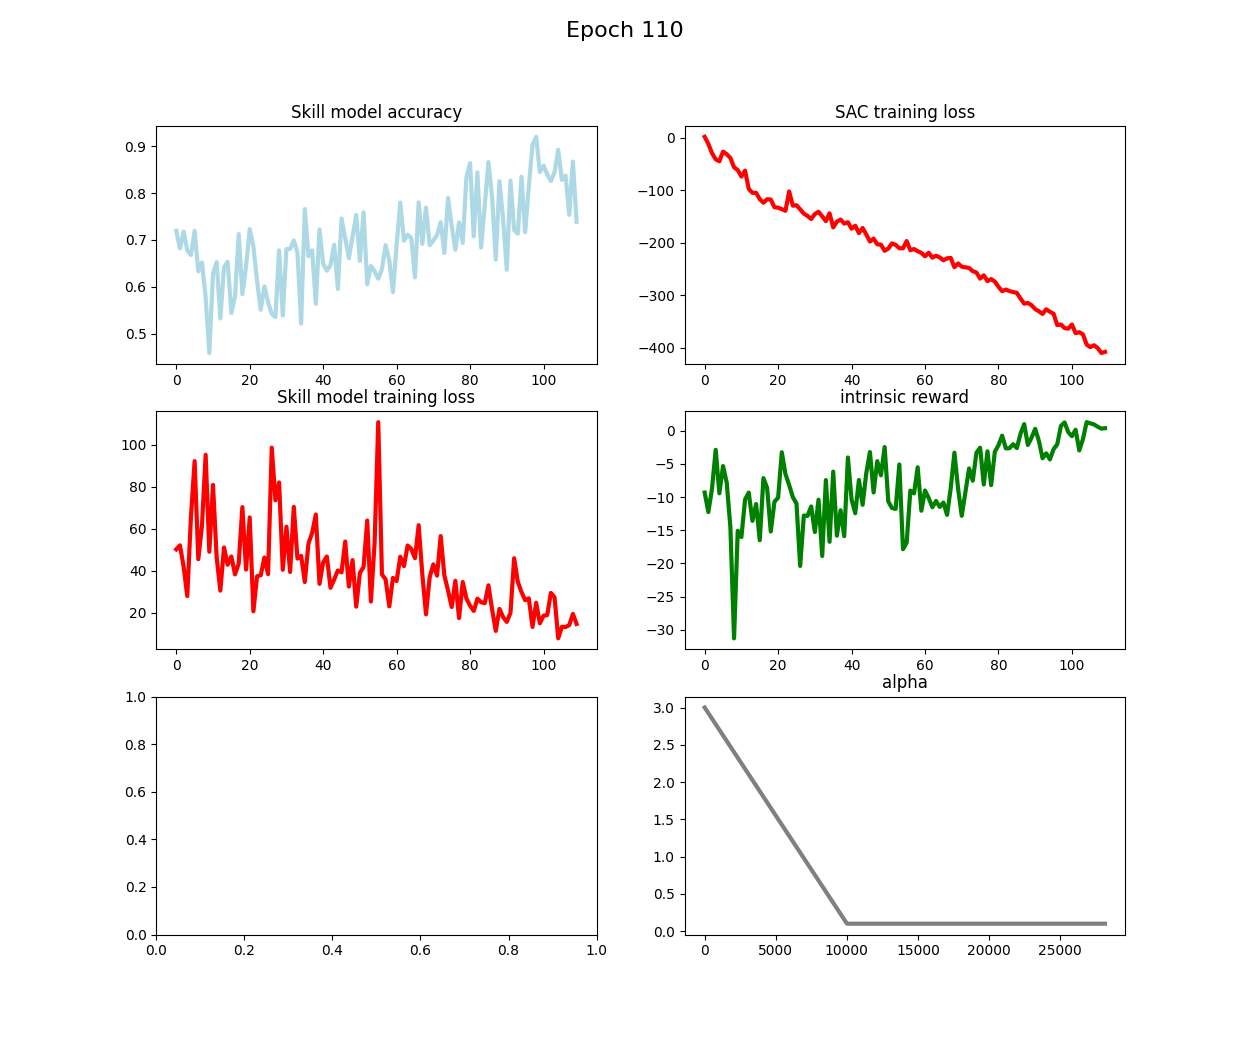 Epoch 110
Skill model accuracy
0.9
0.8
0.7
0.6
0.5
0 20 40 60 80 100
SAC training loss
0
−100
−200
−300
−400
0 20 40 60 80 100
Skill model training loss
100
80
60
40
20
0 20 40 60 80 100
intrinsic reward
0
−5
−10
−15
−20
−25
−30
0 20 40 60 80 100
1.0
0.8
0.6
0.4
0.2
0.0
0.0 0.2 0.4 0.6 0.8 1.0
alpha
3.0
2.5
2.0
1.5
1.0
0.5
0.0
0 5000 10000 15000 20000 25000